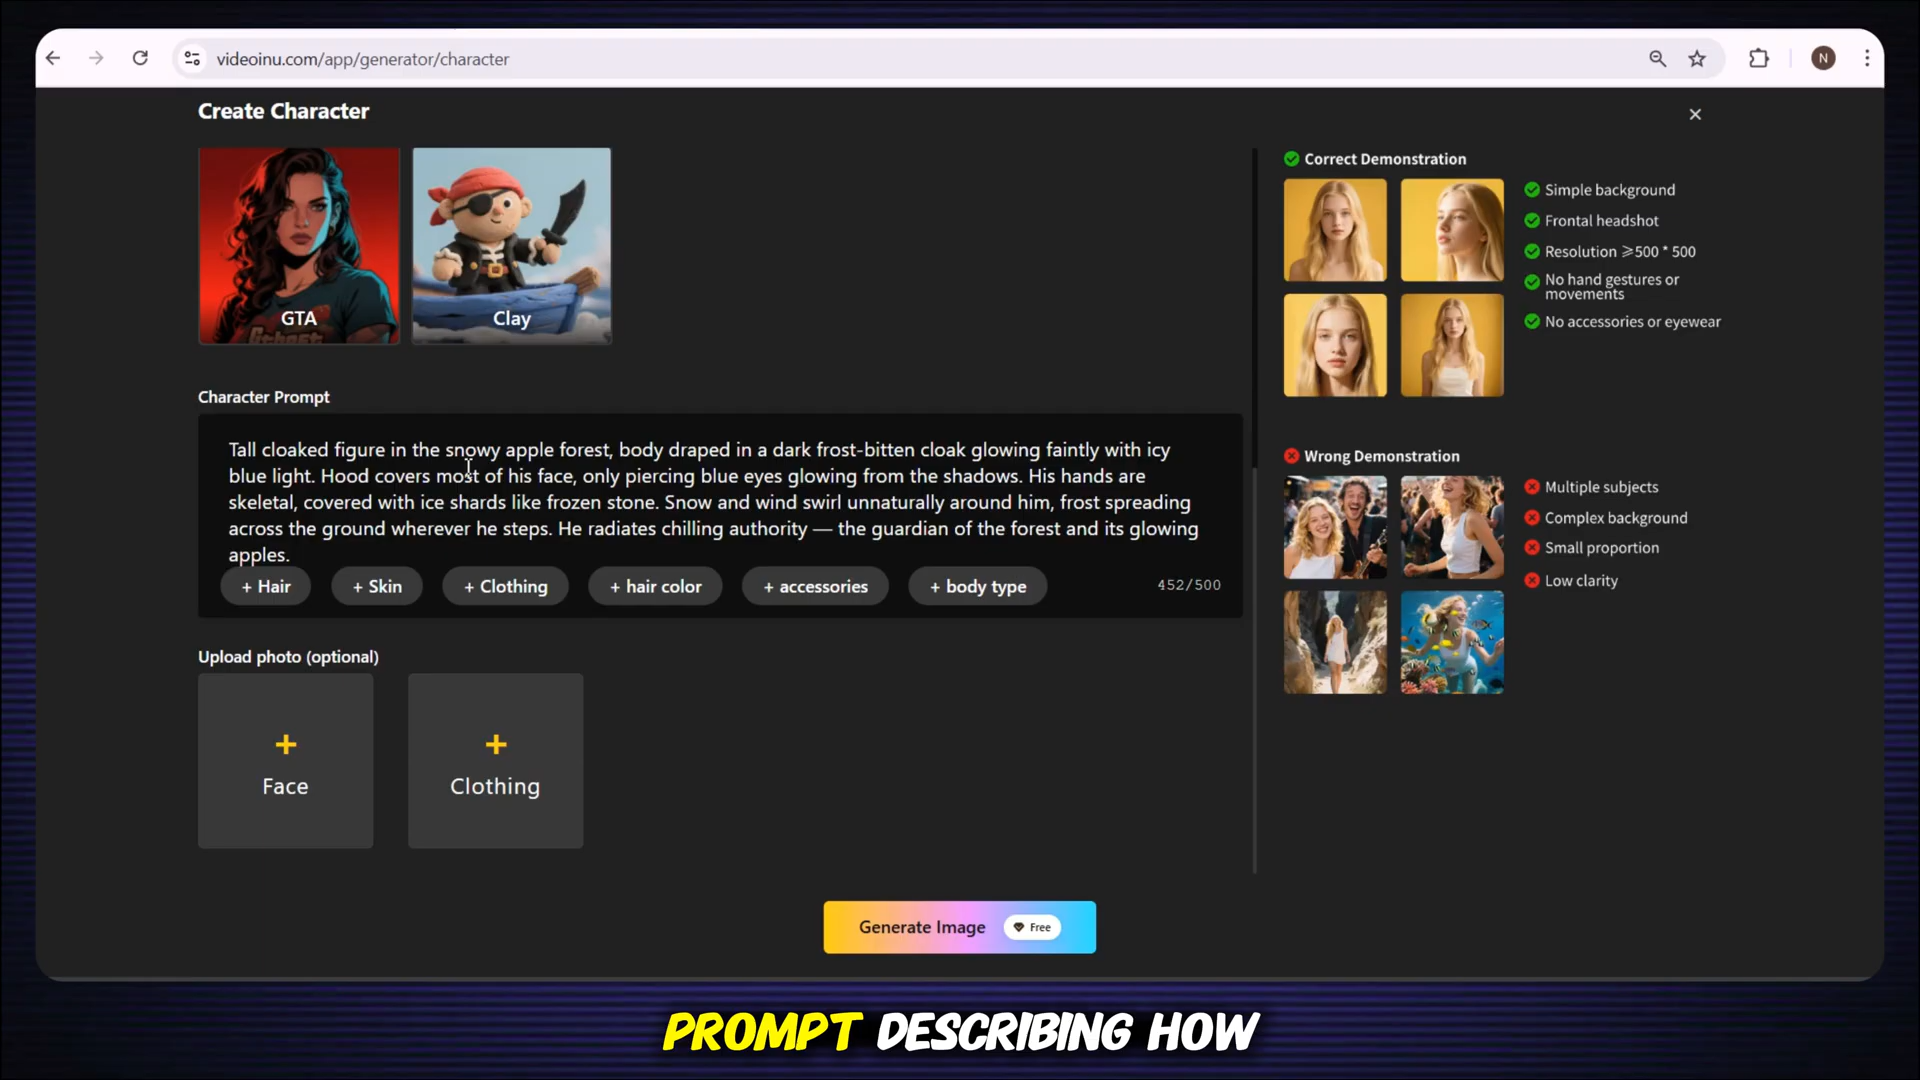 videoinu.com/app/generator/character
N
Create Character
GTA
Clay
Character Prompt
Tall cloaked figure in the snowy apple forest, body draped in a dark frost-bitten cloak glowing faintly with icy
blue light. Hood covers most of his face, only piercing blue eyes glowing from the shadows. His hands are
skeletal, covered with ice shards like frozen stone. Snow and wind swirl unnaturally around him, frost spreading
across the ground wherever he steps. He radiates chilling authority — the guardian of the forest and its glowing
apples.
+ Hair
+ Skin
+ Clothing
+ hair color
+ accessories
+ body type
452/500
Upload photo (optional)
+
Face
+
Clothing
Generate Image
Free
Correct Demonstration
Simple background
Frontal headshot
Resolution ⩾500 * 500
No hand gestures or
movements
No accessories or eyewear
Wrong Demonstration
Multiple subjects
Complex background
Small proportion
Low clarity
PROMPT DESCRIBING HOW